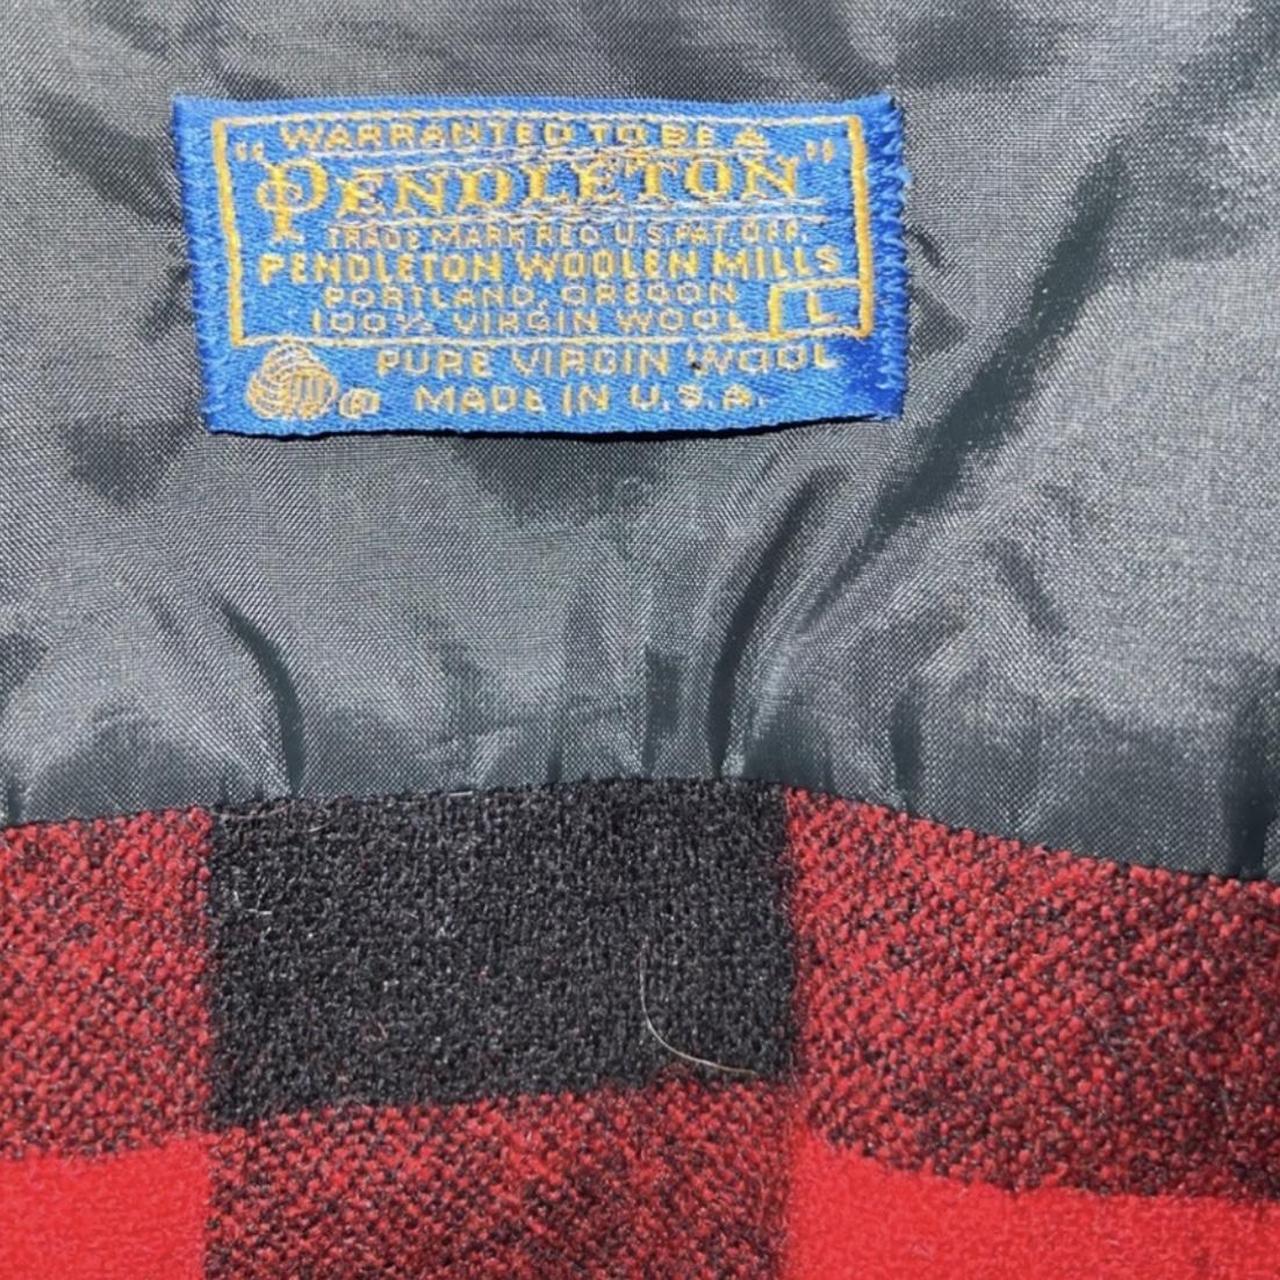 WARRANTED TO BE A
"PENDLETON"
TRADE MARK REG. U.S. PAT. OFF.
PENDLETON WOOLEN MILLS
PORTLAND, OREGON
100% VIRGIN WOOL L
PURE VIRGIN WOOL
® MADE IN U.S.A.